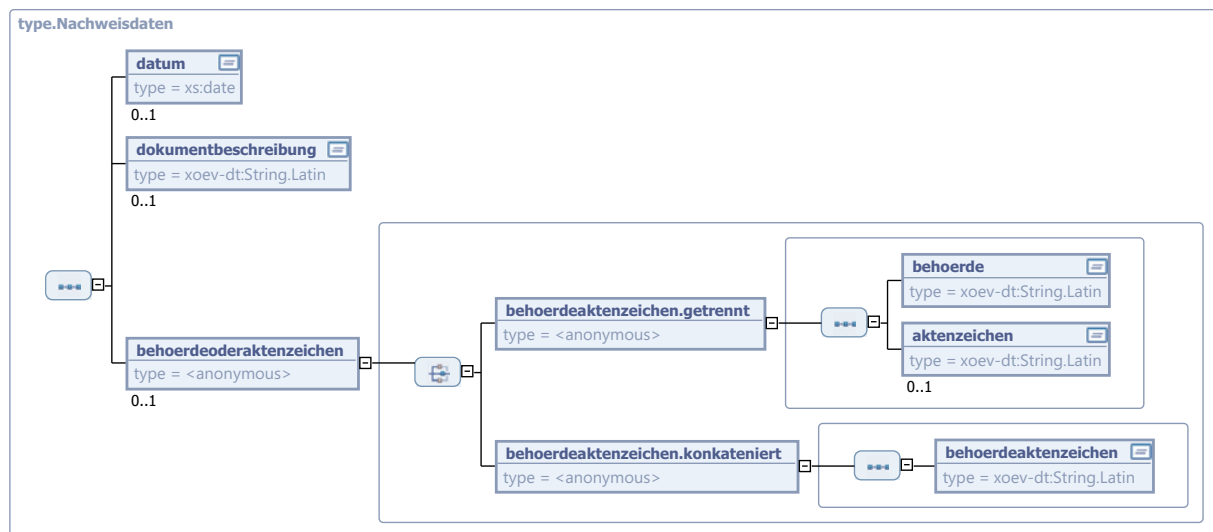 type.Nachweisdaten
datum
type = xs:date
0..1
dokumentbeschreibung
type = xoev-dt:String.Latin
0..1
behoerdeoderaktenzeichen
type = <anonymous>
0..1
behoerdeaktenzeichen.getrennt
type = <anonymous>
behoerde
type = xoev-dt:String.Latin
aktenzeichen
type = xoev-dt:String.Latin
0..1
behoerdeaktenzeichen.konkateniert
type = <anonymous>
behoerdeaktenzeichen
type = xoev-dt:String.Latin